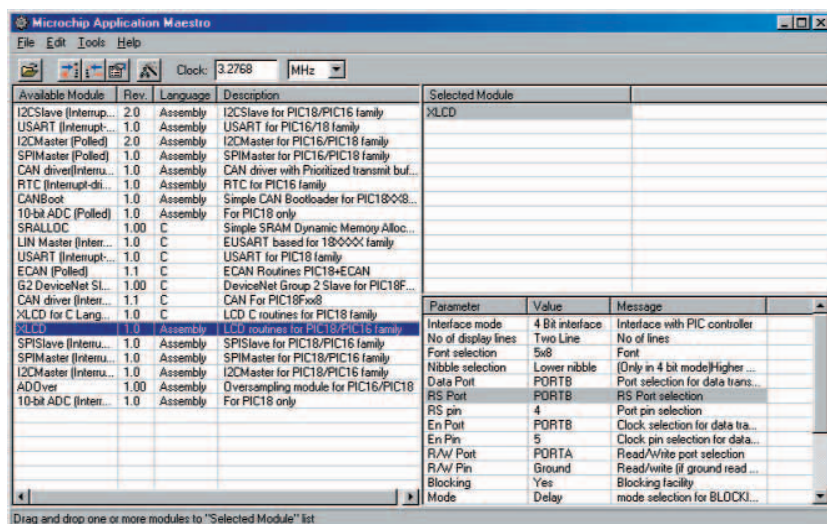 Microchip Application Maestro
File Edit Tools Help
Clock: 3.2768 MHz
Available Module Rev. Language Description
I2CSlave (Interrup... 2.0 Assembly I2CSlave for PIC18/PIC16 family
USART (Interrupt-... 1.0 Assembly USART for PIC16/18 family
I2CMaster (Polled) 2.0 Assembly I2CMaster for PIC16/PIC18 family
SPIMaster (Polled) 1.0 Assembly SPIMaster for PIC16/PIC18 family
CAN driver(Interru... 1.0 Assembly CAN driver with Prioritized transmit buf...
RTC (Interrupt-dri... 1.0 Assembly RTC for PIC16 family
CANBoot 1.0 Assembly Simple CAN Bootloader for PIC18XX8...
10-bit ADC (Polled) 1.0 Assembly For PIC18 only
SRALLOC 1.00 C Simple SRAM Dynamic Memory Alloc...
LIN Master (Interr... 1.0 C EUSART based for 18XXXX family
USART (Interrupt-... 1.0 C USART for PIC18 family
ECAN (Polled) 1.1 C ECAN Routines PIC18+ECAN
G2 DeviceNet Sl... 1.00 C DeviceNet Group 2 Slave for PIC18F...
CAN driver (Interr... 1.1 C CAN For PIC18Fxx8
XLCD for C Lang... 1.0 C LCD C routines for PIC18 family
XLCD 1.0 Assembly LCD routines for PIC18/PIC16 family
SPISlave (Interru... 1.0 Assembly SPISlave for PIC18/PIC16 family
SPIMaster (Interru... 1.0 Assembly SPIMaster for PIC18/PIC16 family
I2CMaster (Interru... 1.0 Assembly I2CMaster for PIC18/PIC16 family
ADOver 1.00 Assembly Oversampling module for PIC16/PIC18
10-bit ADC (Interr... 1.0 Assembly For PIC18 only
Selected Module
XLCD
Parameter Value Message
Interface mode 4 Bit interface Interface with PIC controller
No of display lines Two Line No of lines
Font selection 5x8 Font
Nibble selection Lower nibble (Only in 4 bit mode)Higher ...
Data Port PORTB Port selection for data trans...
RS Port PORTB RS Port selection
RS pin 4 Port pin selection
En Port PORTB Clock selection for data tra...
En Pin 5 Clock pin selection for data...
R/W Port PORTA Read/Write port selection
R/W Pin Ground Read/write (if ground read ...
Blocking Yes Blocking facility
Mode Delay mode selection for BLOCKI...
Drag and drop one or more modules to "Selected Module" list